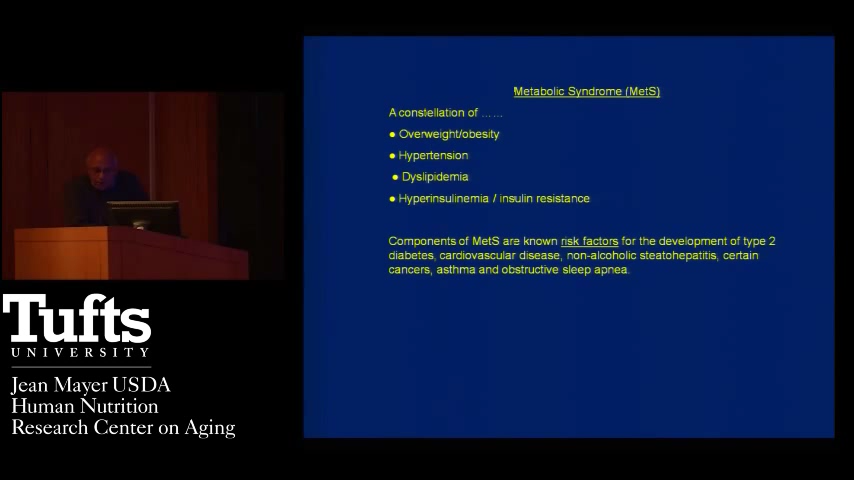 Metabolic Syndrome (MetS)
A constellation of ......
● Overweight/obesity
● Hypertension
● Dyslipidemia
● Hyperinsulinemia / insulin resistance
Components of MetS are known risk factors for the development of type 2
diabetes, cardiovascular disease, non-alcoholic steatohepatitis, certain
cancers, asthma and obstructive sleep apnea.
Tufts
UNIVERSITY
Jean Mayer USDA
Human Nutrition
Research Center on Aging